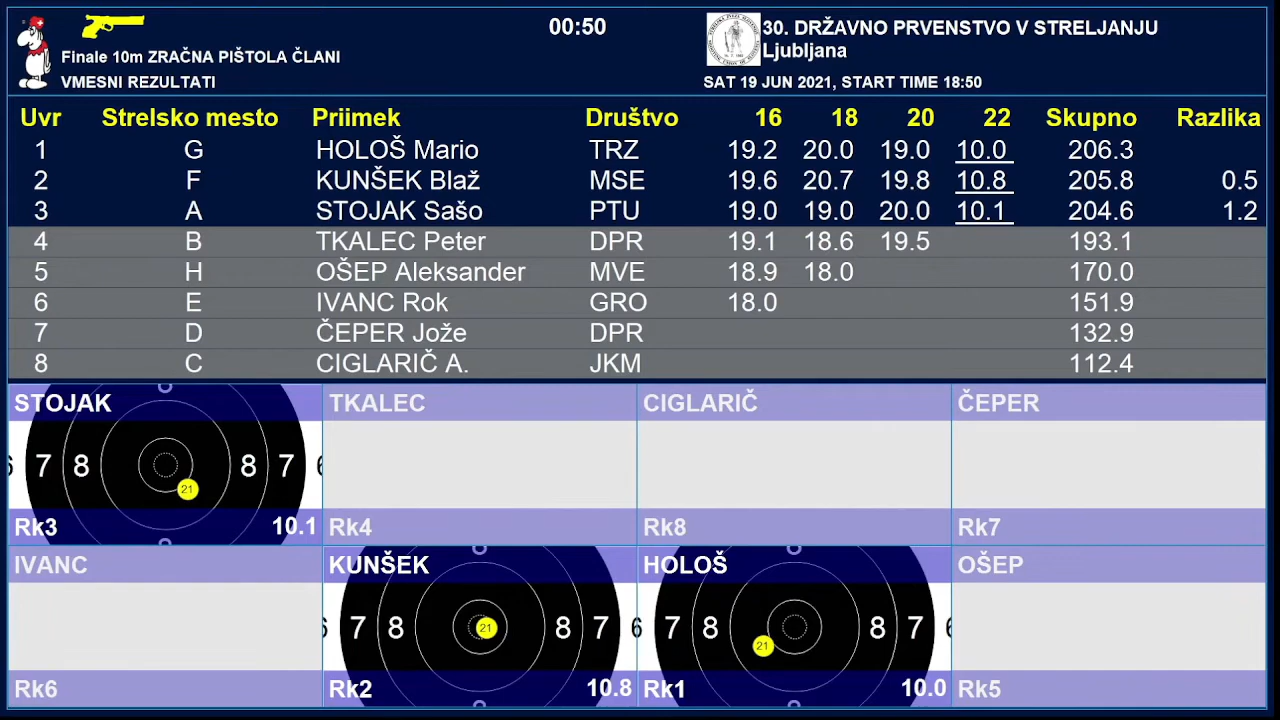 00:50
30. DRŽAVNO PRVENSTVO V STRELJANJU
Ljubljana
Finale 10m ZRAČNA PIŠTOLA ČLANI
VMESNI REZULTATI
SAT 19 JUN 2021, START TIME 18:50
Uvr Strelsko mesto Priimek Društvo 16 18 20 22 Skupno Razlika
1 G HOLOŠ Mario TRZ 19.2 20.0 19.0 10.0 206.3
2 F KUNŠEK Blaž MSE 19.6 20.7 19.8 10.8 205.8 0.5
3 A STOJAK Sašo PTU 19.0 19.0 20.0 10.1 204.6 1.2
4 B TKALEC Peter DPR 19.1 18.6 19.5 193.1
5 H OŠEP Aleksander MVE 18.9 18.0 170.0
6 E IVANC Rok GRO 18.0 151.9
7 D ČEPER Jože DPR 132.9
8 C CIGLARIČ A. JKM 112.4
STOJAK TKALEC CIGLARIČ ČEPER
6 7 8 8 7 6
21
Rk3 10.1 Rk4 Rk8 Rk7
IVANC KUNŠEK HOLOŠ OŠEP
6 7 8 21 8 7 6 7 8 8 7 6
21
Rk6 Rk2 10.8 Rk1 10.0 Rk5